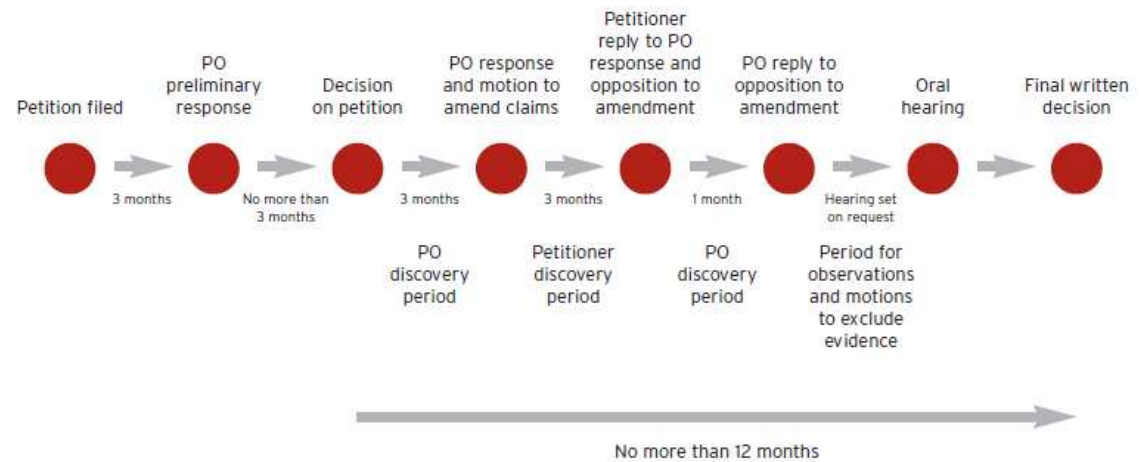 Petition filed
PO
preliminary
response
Decision
on petition
PO response
and motion to
amend claims
Petitioner
reply to PO
response and
opposition to
amendment
PO reply to
opposition to
amendment
Oral
hearing
Final written
decision
3 months
No more than
3 months
3 months
3 months
1 month
Hearing set
on request
PO
discovery
period
Petitioner
discovery
period
PO
discovery
period
Period for
observations
and motions
to exclude
evidence
No more than 12 months